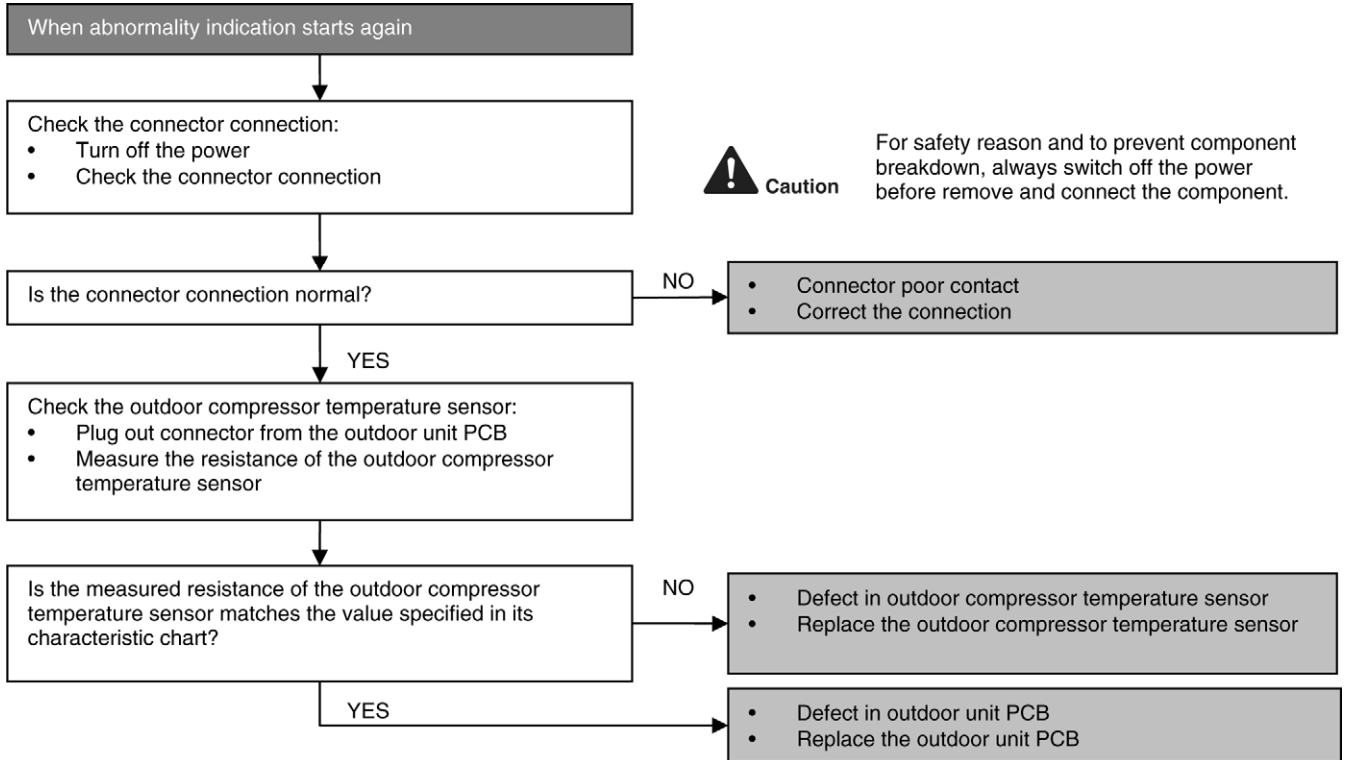 When abnormality indication starts again
Check the connector connection:
• Turn off the power
• Check the connector connection
Caution
For safety reason and to prevent component
breakdown, always switch off the power
before remove and connect the component.
Is the connector connection normal?
NO
• Connector poor contact
• Correct the connection
YES
Check the outdoor compressor temperature sensor:
• Plug out connector from the outdoor unit PCB
• Measure the resistance of the outdoor compressor
temperature sensor
Is the measured resistance of the outdoor compressor
temperature sensor matches the value specified in its
characteristic chart?
NO
• Defect in outdoor compressor temperature sensor
• Replace the outdoor compressor temperature sensor
YES
• Defect in outdoor unit PCB
• Replace the outdoor unit PCB